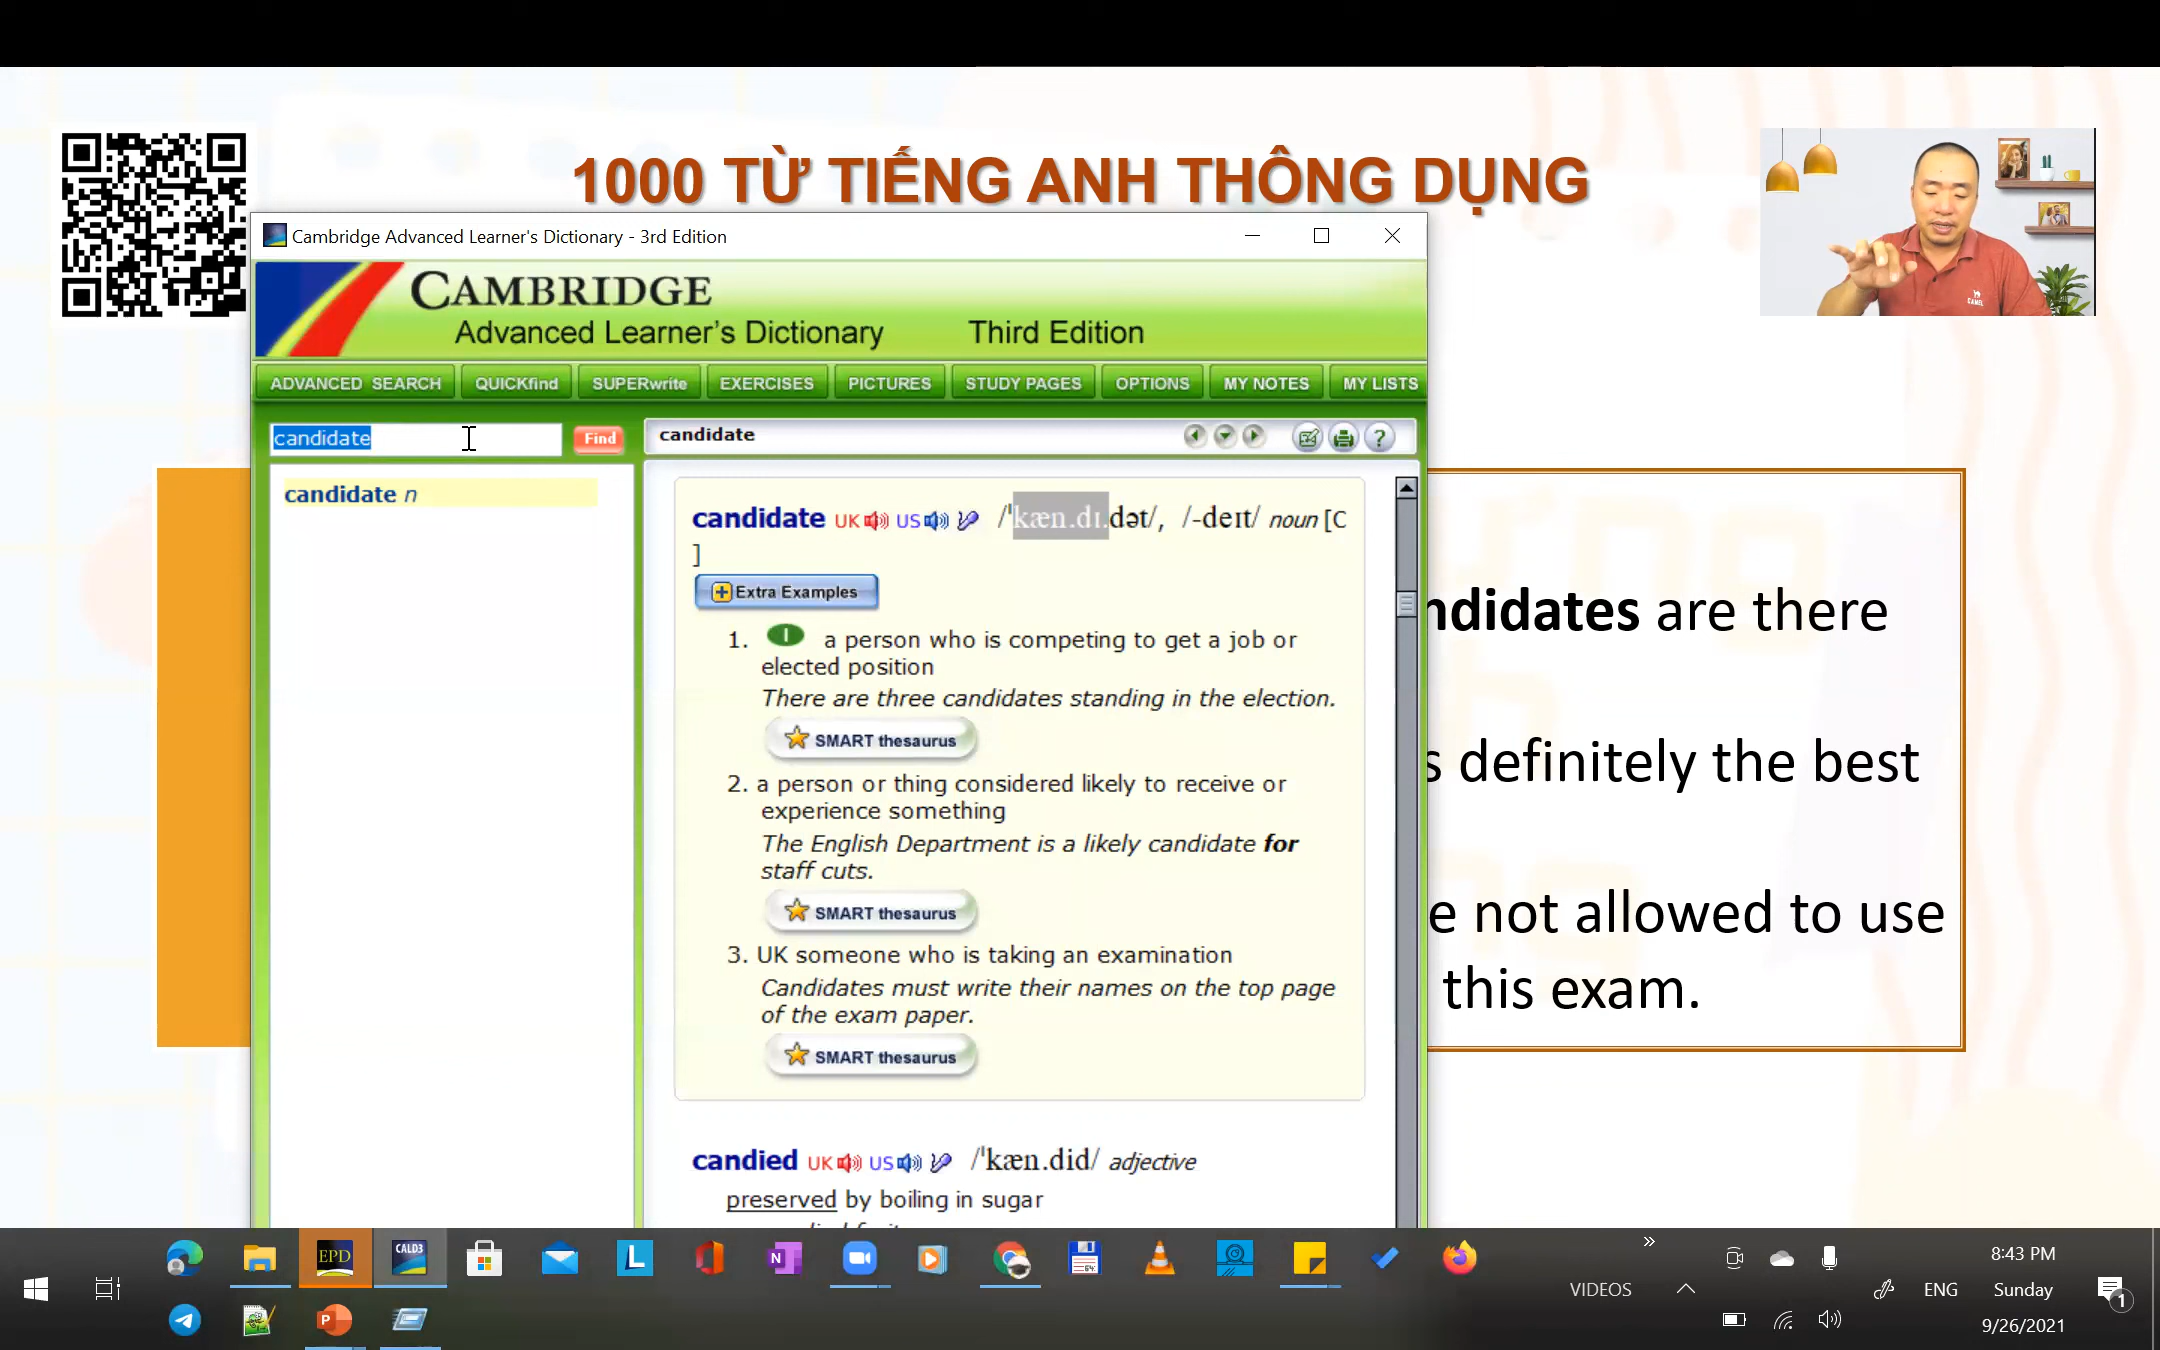 1000 TỪ TIẾNG ANH THÔNG DỤNG
Cambridge Advanced Learner's Dictionary - 3rd Edition
CAMBRIDGE
Advanced Learner's Dictionary Third Edition
ADVANCED SEARCH QUICKfind SUPERwrite EXERCISES PICTURES STUDY PAGES OPTIONS MY NOTES MY LISTS
candidate Find candidate
candidate n
candidate UK US /ˈkæn.dɪ.dət/, /-deɪt/ noun [C
]
Extra Examples
1. a person who is competing to get a job or
elected position
There are three candidates standing in the election.
SMART thesaurus
2. a person or thing considered likely to receive or
experience something
The English Department is a likely candidate for
staff cuts.
SMART thesaurus
3. UK someone who is taking an examination
Candidates must write their names on the top page
of the exam paper.
SMART thesaurus
candied UK US /ˈkæn.did/ adjective
preserved by boiling in sugar
ndidates are there
s definitely the best
e not allowed to use
this exam.
CAMEL
EPD CALD3
VIDEOS ENG
8:43 PM
Sunday
9/26/2021
1